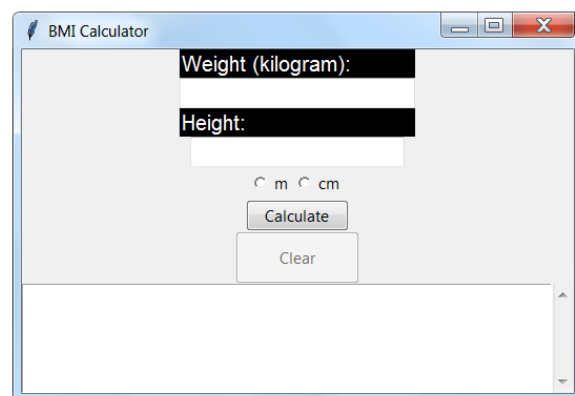 BMI Calculator
Weight (kilogram):
Height:
m cm
Calculate
Clear